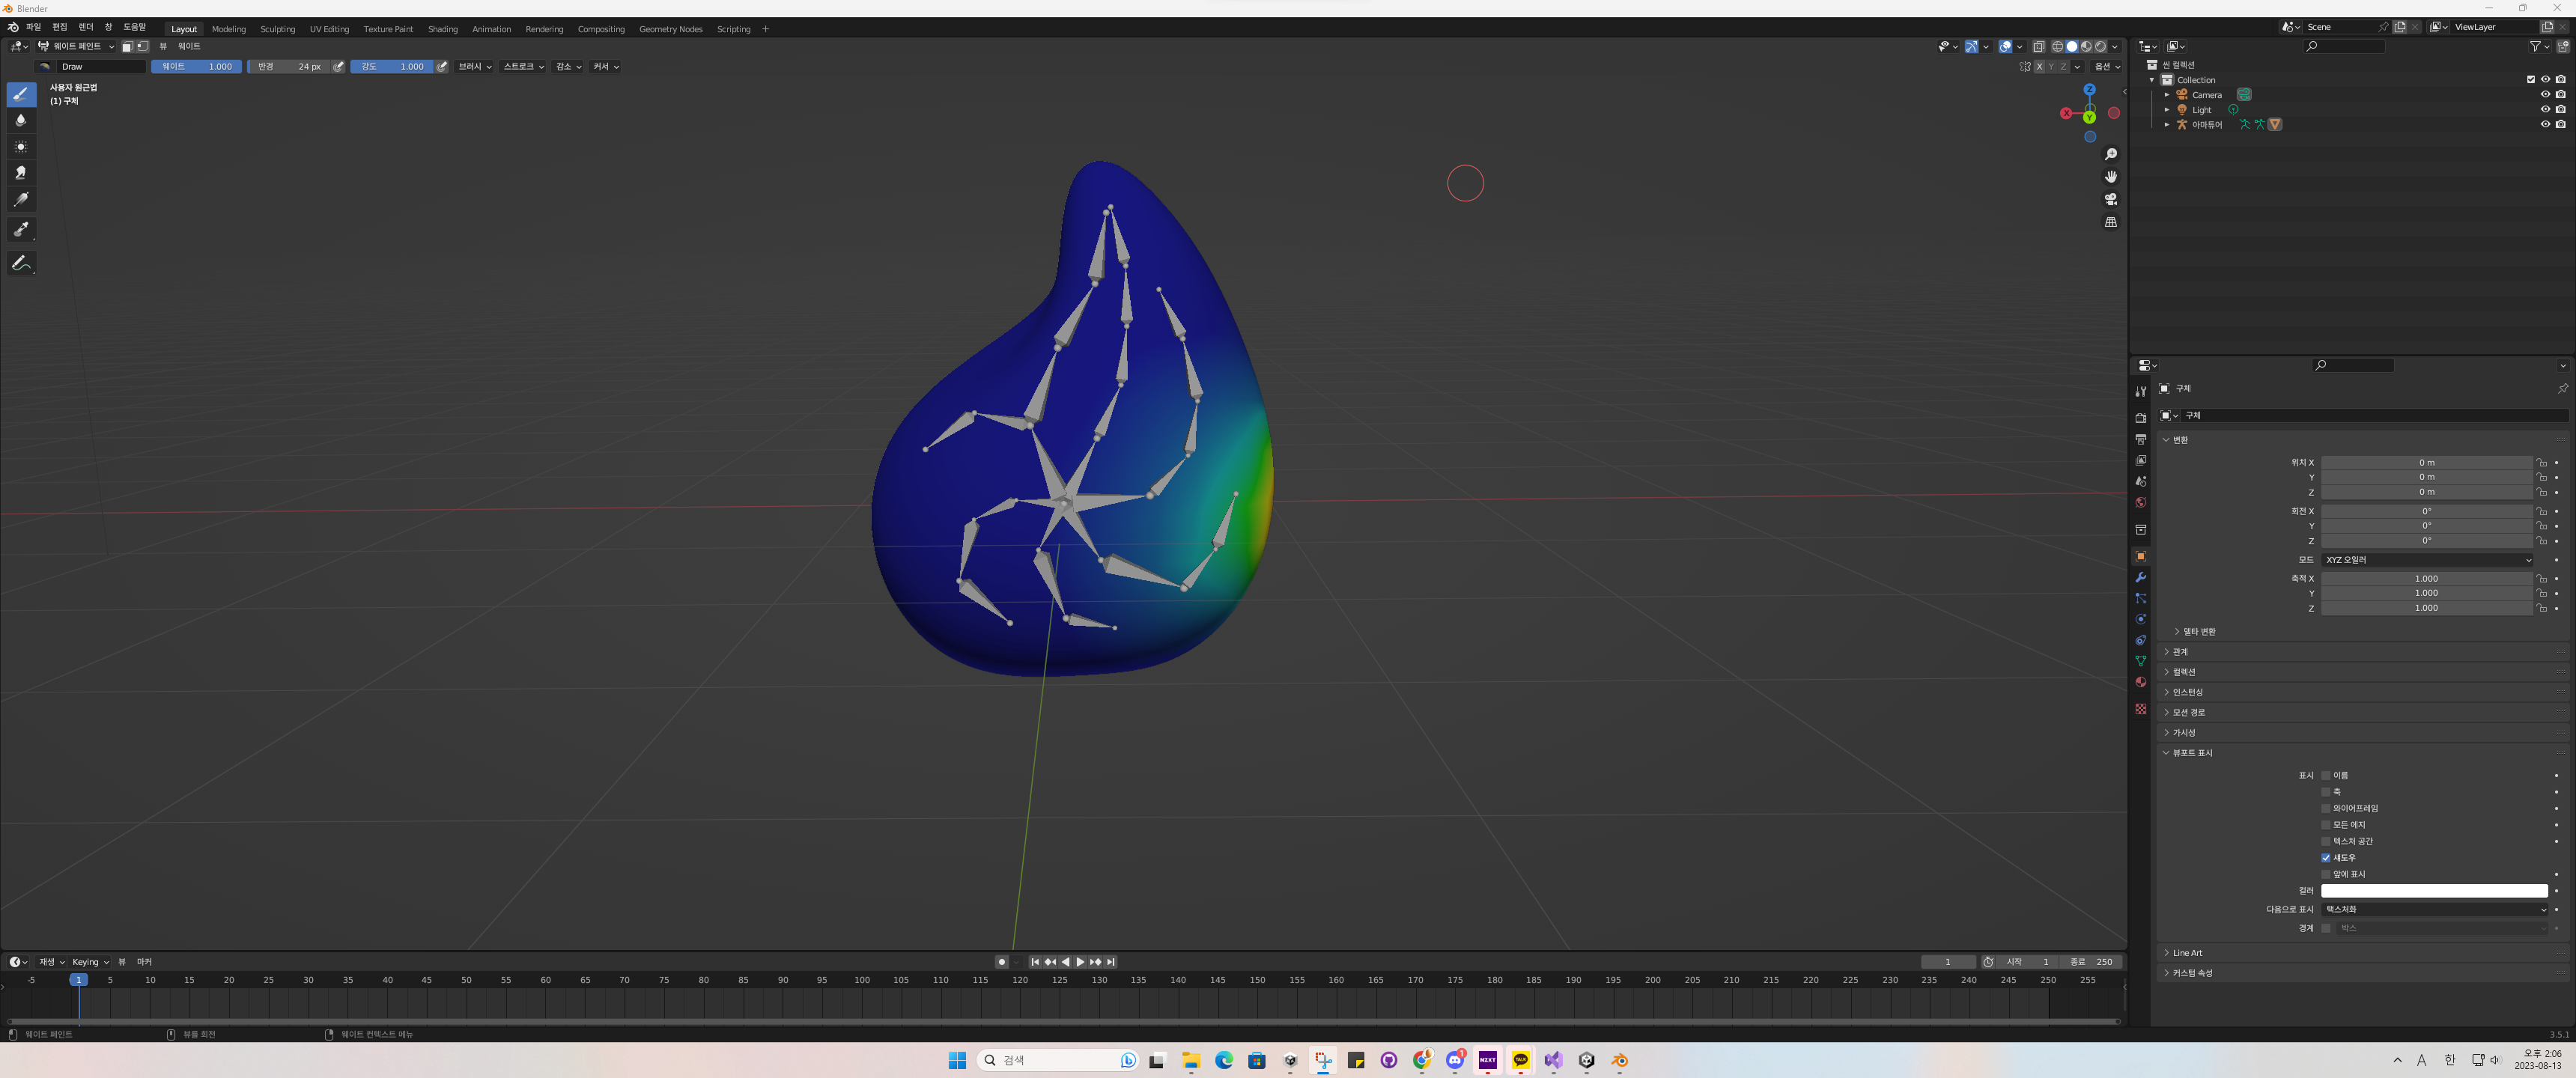 Blender
파일 편집 렌더 창 도움말 Layout Modeling Sculpting UV Editing Texture Paint Shading Animation Rendering Compositing Geometry Nodes Scripting + Scene ViewLayer
웨이트 페인트 뷰 웨이트
Draw 웨이트 1.000 반경 24 px 강도 1.000 브러시 스트로크 감소 커서 X Y Z 옵션
사용자 원근법
(1) 구체
Z
X
Y
씬 컬렉션
Collection
Camera
Light
아마튜어
구체
구체
변환
위치 X 0 m
Y 0 m
Z 0 m
회전 X 0°
Y 0°
Z 0°
모드 XYZ 오일러
축적 X 1.000
Y 1.000
Z 1.000
델타 변환
관계
컬렉션
인스턴싱
모션 경로
가시성
뷰포트 표시
표시 이름
축
와이어프레임
모든 에지
텍스처 공간
섀도우
앞에 표시
컬러
다음으로 표시 텍스처화
경계 박스
Line Art
커스텀 속성
재생 Keying 뷰 마커 1 시작 1 종료 250
-5 1 5 10 15 20 25 30 35 40 45 50 55 60 65 70 75 80 85 90 95 100 105 110 115 120 125 130 135 140 145 150 155 160 165 170 175 180 185 190 195 200 205 210 215 220 225 230 235 240 245 250 255
웨이트 페인트 뷰를 회전 웨이트 컨텍스트 메뉴 3.5.1
검색 1 NZXT TALK A 한 오후 2:06
2023-08-13